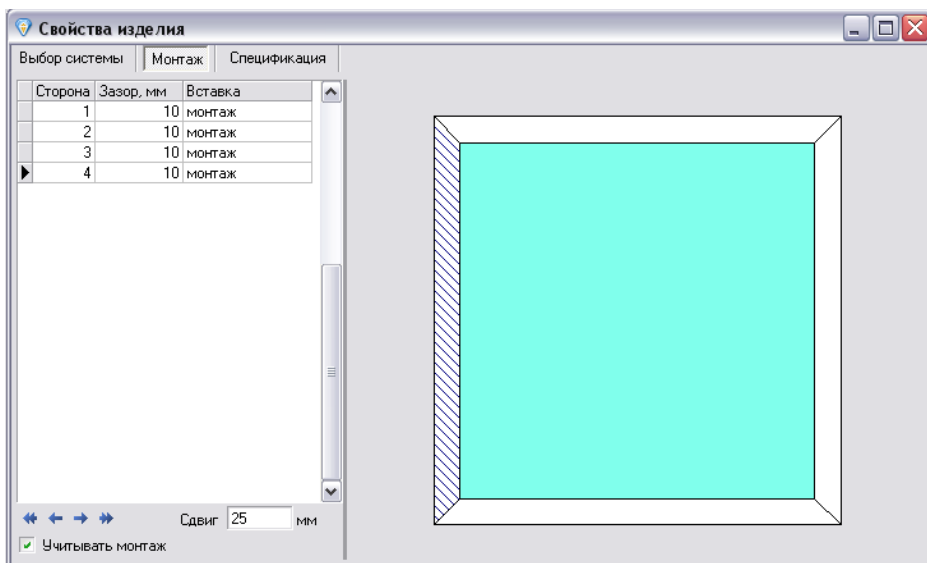 Свойства изделия
Выбор системы Монтаж Спецификация
Сторона Зазор, мм Вставка
1 10 монтаж
2 10 монтаж
3 10 монтаж
4 10 монтаж
Сдвиг 25 мм
Учитывать монтаж